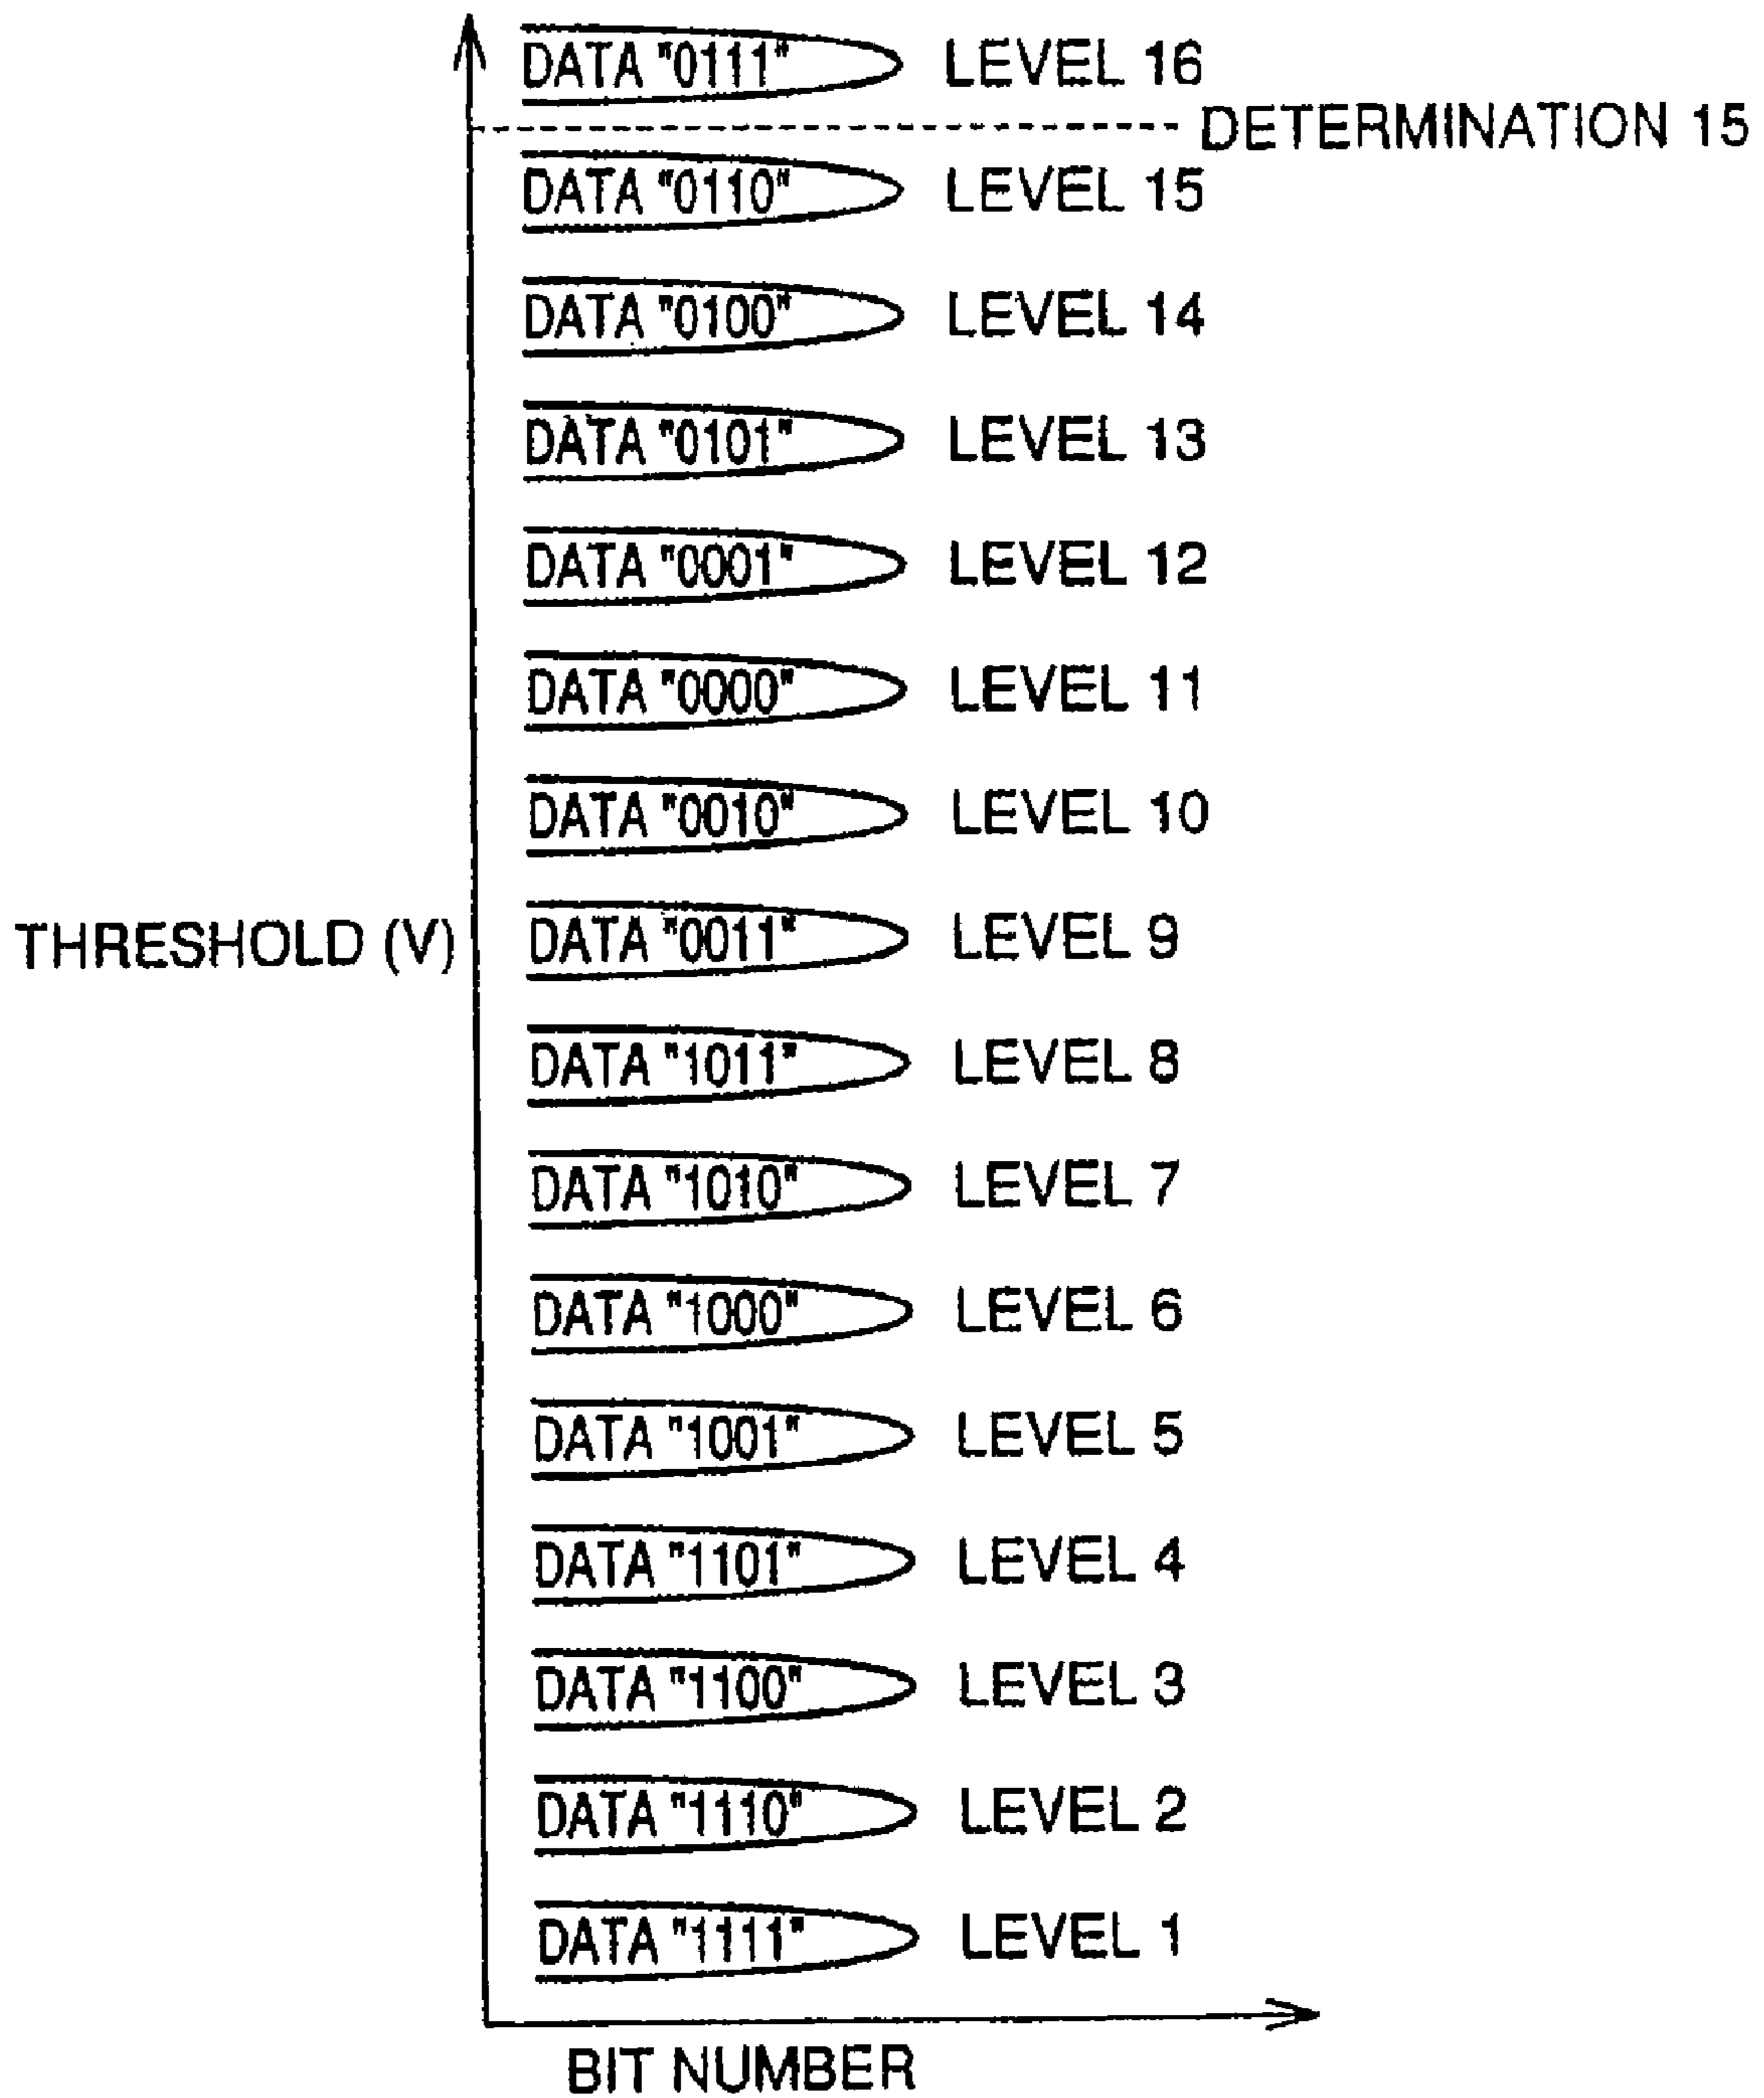 DATA "0111" LEVEL 16
DETERMINATION 15
DATA "0110" LEVEL 15
DATA "0100" LEVEL 14
DATA "0101" LEVEL 13
DATA "0001" LEVEL 12
DATA "0000" LEVEL 11
DATA "0010" LEVEL 10
THRESHOLD (V)
DATA "0011" LEVEL 9
DATA "1011" LEVEL 8
DATA "1010" LEVEL 7
DATA "1000" LEVEL 6
DATA "1001" LEVEL 5
DATA "1101" LEVEL 4
DATA "1100" LEVEL 3
DATA "1110" LEVEL 2
DATA "1111" LEVEL 1
BIT NUMBER